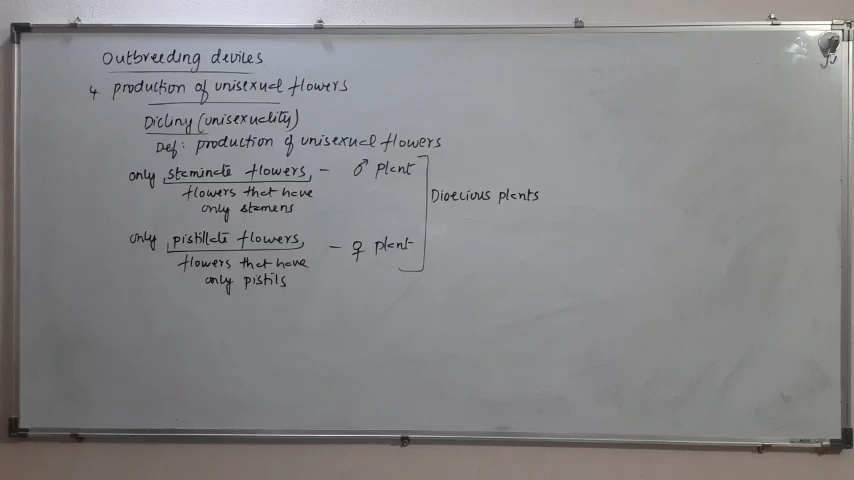 Outbreeding devices
4. production of unisexual flowers
Dicliny (unisexuality)
Def: production of unisexual flowers
only staminate flowers, - ♂ plant
flowers that have
only stamens
Dioecious plants
only pistillate flowers, - ♀ plant
flowers that have
only pistils